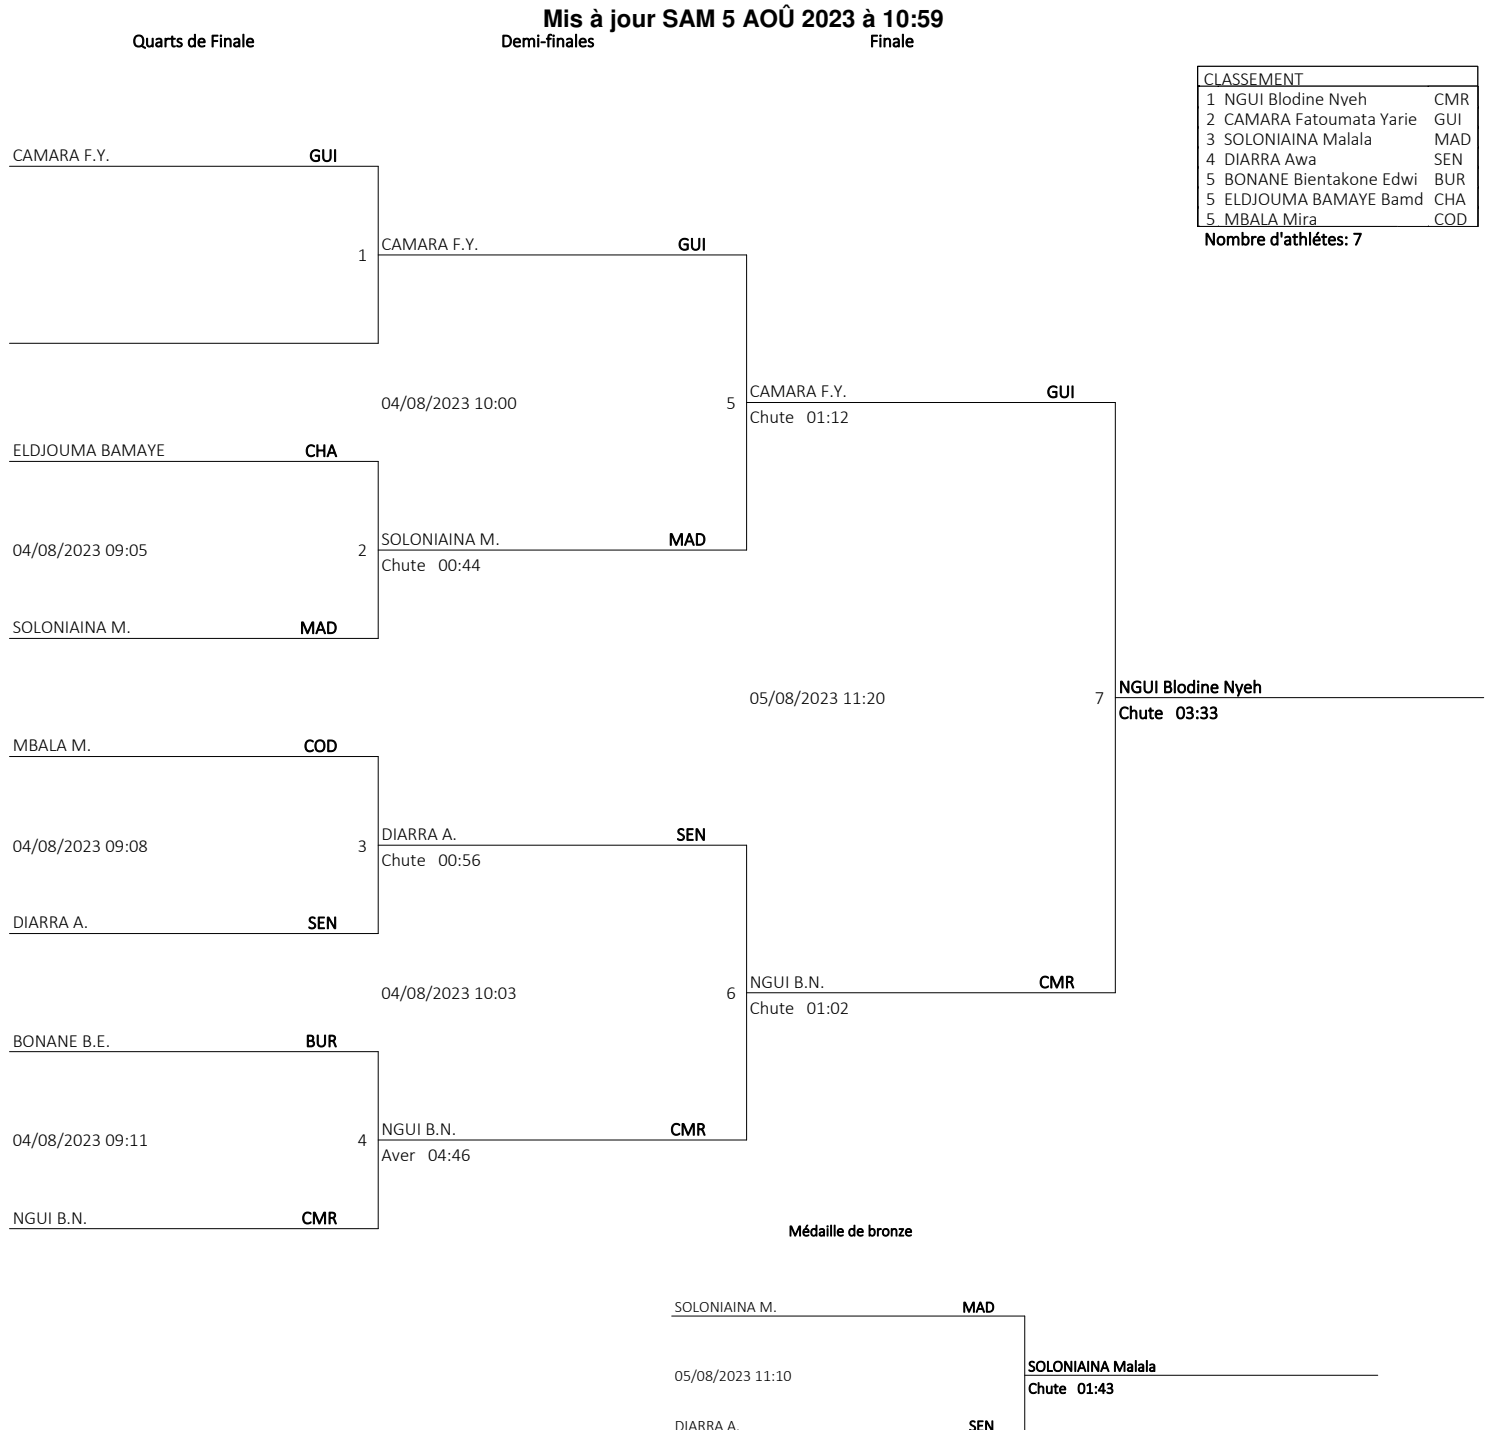 Mis à jour SAM 5 AOÛ 2023 à 10:59
Quarts de Finale Demi-finales Finale
CLASSEMENT
1 NGUI Blodine Nyeh CMR
2 CAMARA Fatoumata Yarie GUI
3 SOLONIAINA Malala MAD
4 DIARRA Awa SEN
5 BONANE Bientakone Edwi BUR
5 ELDJOUMA BAMAYE Bamd CHA
5 MBALA Mira COD
Nombre d'athlétes: 7
CAMARA F.Y. GUI
1 CAMARA F.Y. GUI
04/08/2023 10:00 5 CAMARA F.Y. GUI
Chute 01:12
ELDJOUMA BAMAYE CHA
04/08/2023 09:05 2 SOLONIAINA M. MAD
Chute 00:44
SOLONIAINA M. MAD
05/08/2023 11:20 7 NGUI Blodine Nyeh
Chute 03:33
MBALA M. COD
04/08/2023 09:08 3 DIARRA A. SEN
Chute 00:56
DIARRA A. SEN
04/08/2023 10:03 6 NGUI B.N. CMR
Chute 01:02
BONANE B.E. BUR
04/08/2023 09:11 4 NGUI B.N. CMR
Aver 04:46
NGUI B.N. CMR
Médaille de bronze
SOLONIAINA M. MAD
05/08/2023 11:10 SOLONIAINA Malala
Chute 01:43
DIARRA A. SEN